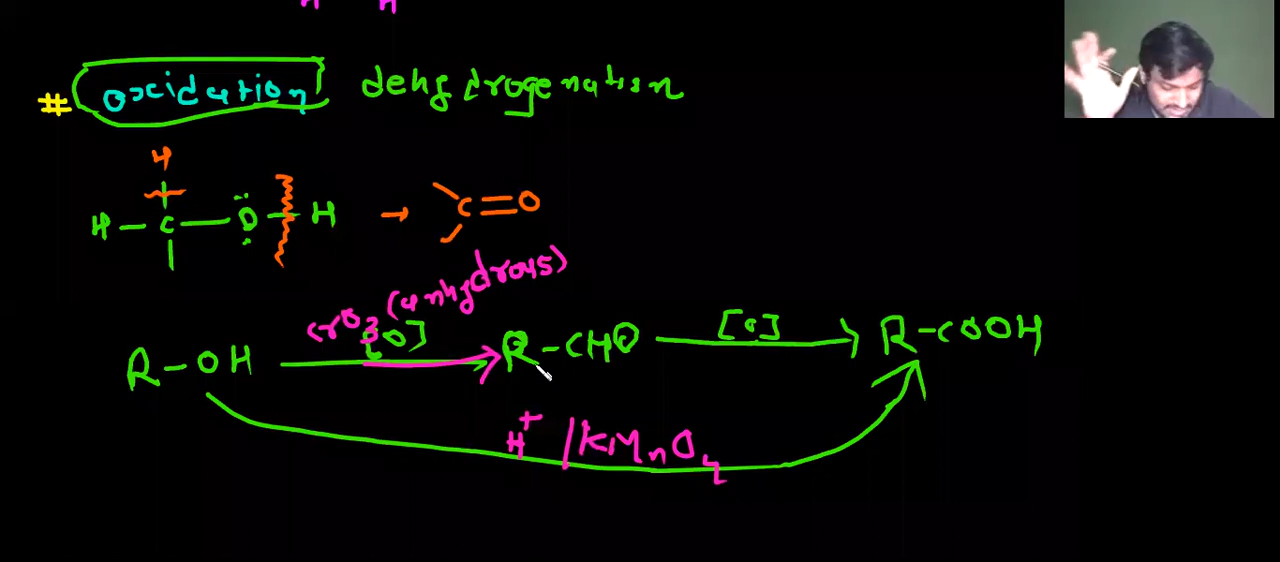 H H
# oxidation dehydrogenation
H
H - C - O - H → C = O
CrO3 (anhydrous)
R - OH [O] → R - CHO [O] → R - COOH
H+ / KMnO4